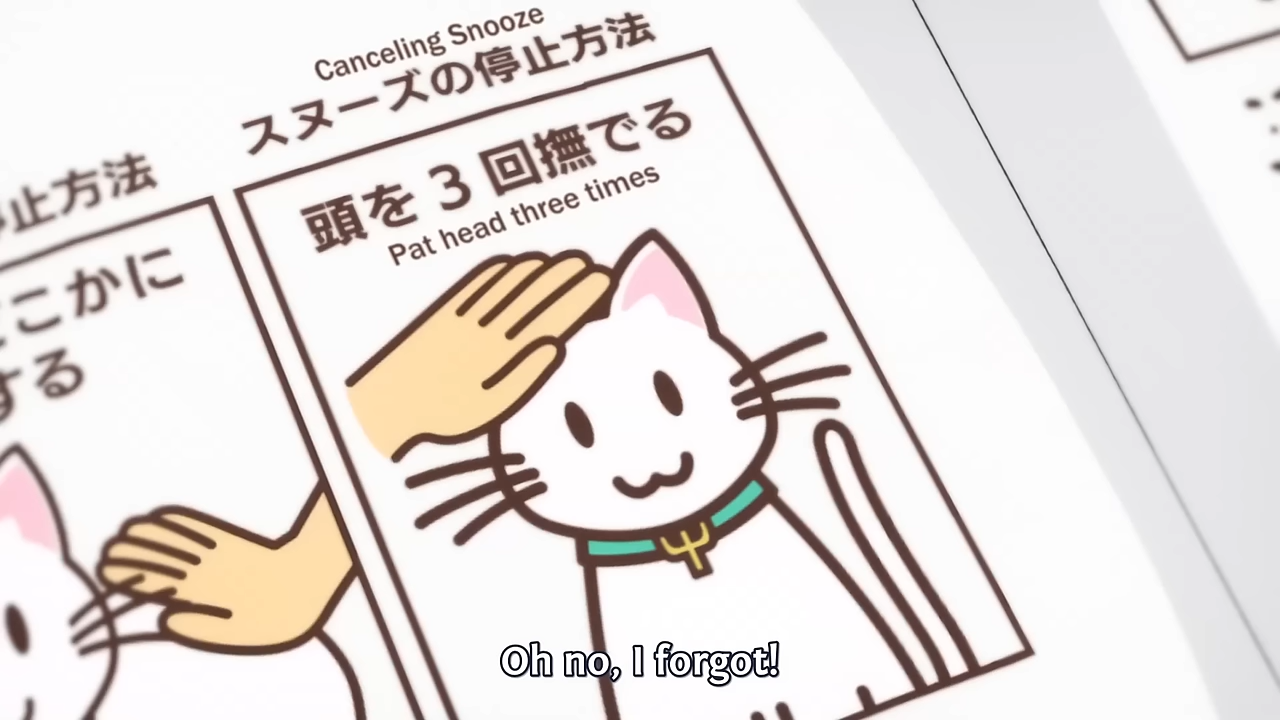 Canceling Snooze
スヌーズの停止方法
頭を3回撫でる
Pat head three times
停止方法
こかに
する
Oh no, I forgot!